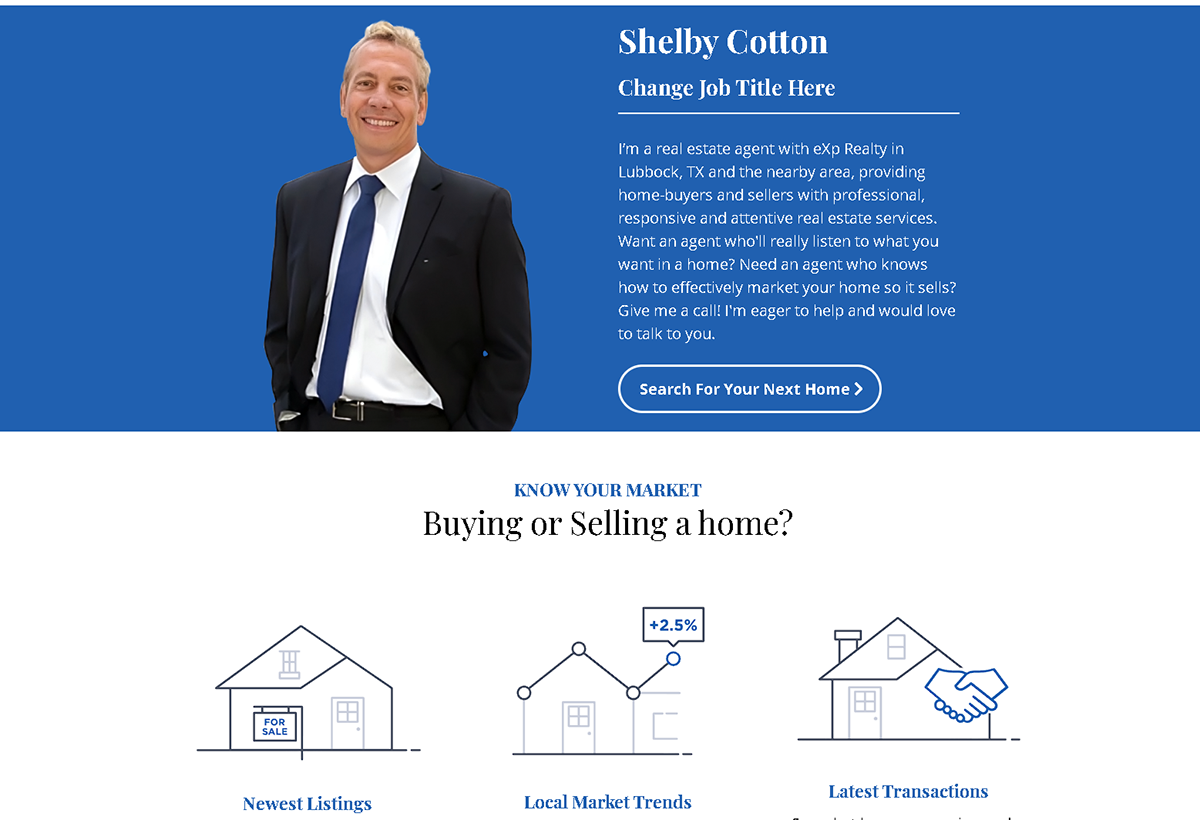 Shelby Cotton
Change Job Title Here
I'm a real estate agent with eXp Realty in
Lubbock, TX and the nearby area, providing
home-buyers and sellers with professional,
responsive and attentive real estate services.
Want an agent who'll really listen to what you
want in a home? Need an agent who knows
how to effectively market your home so it sells?
Give me a call! I'm eager to help and would love
to talk to you.
Search For Your Next Home
KNOW YOUR MARKET
Buying or Selling a home?
FOR
SALE
+2.5%
Newest Listings
Local Market Trends
Latest Transactions